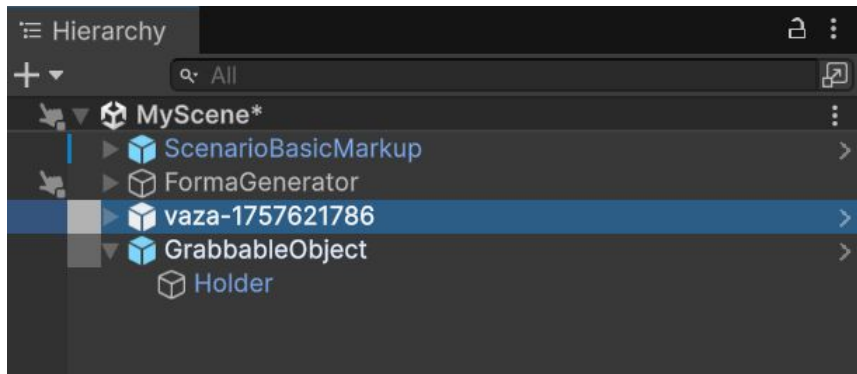 Hierarchy
All
MyScene*
ScenarioBasicMarkup
FormaGenerator
vaza-1757621786
GrabbableObject
Holder